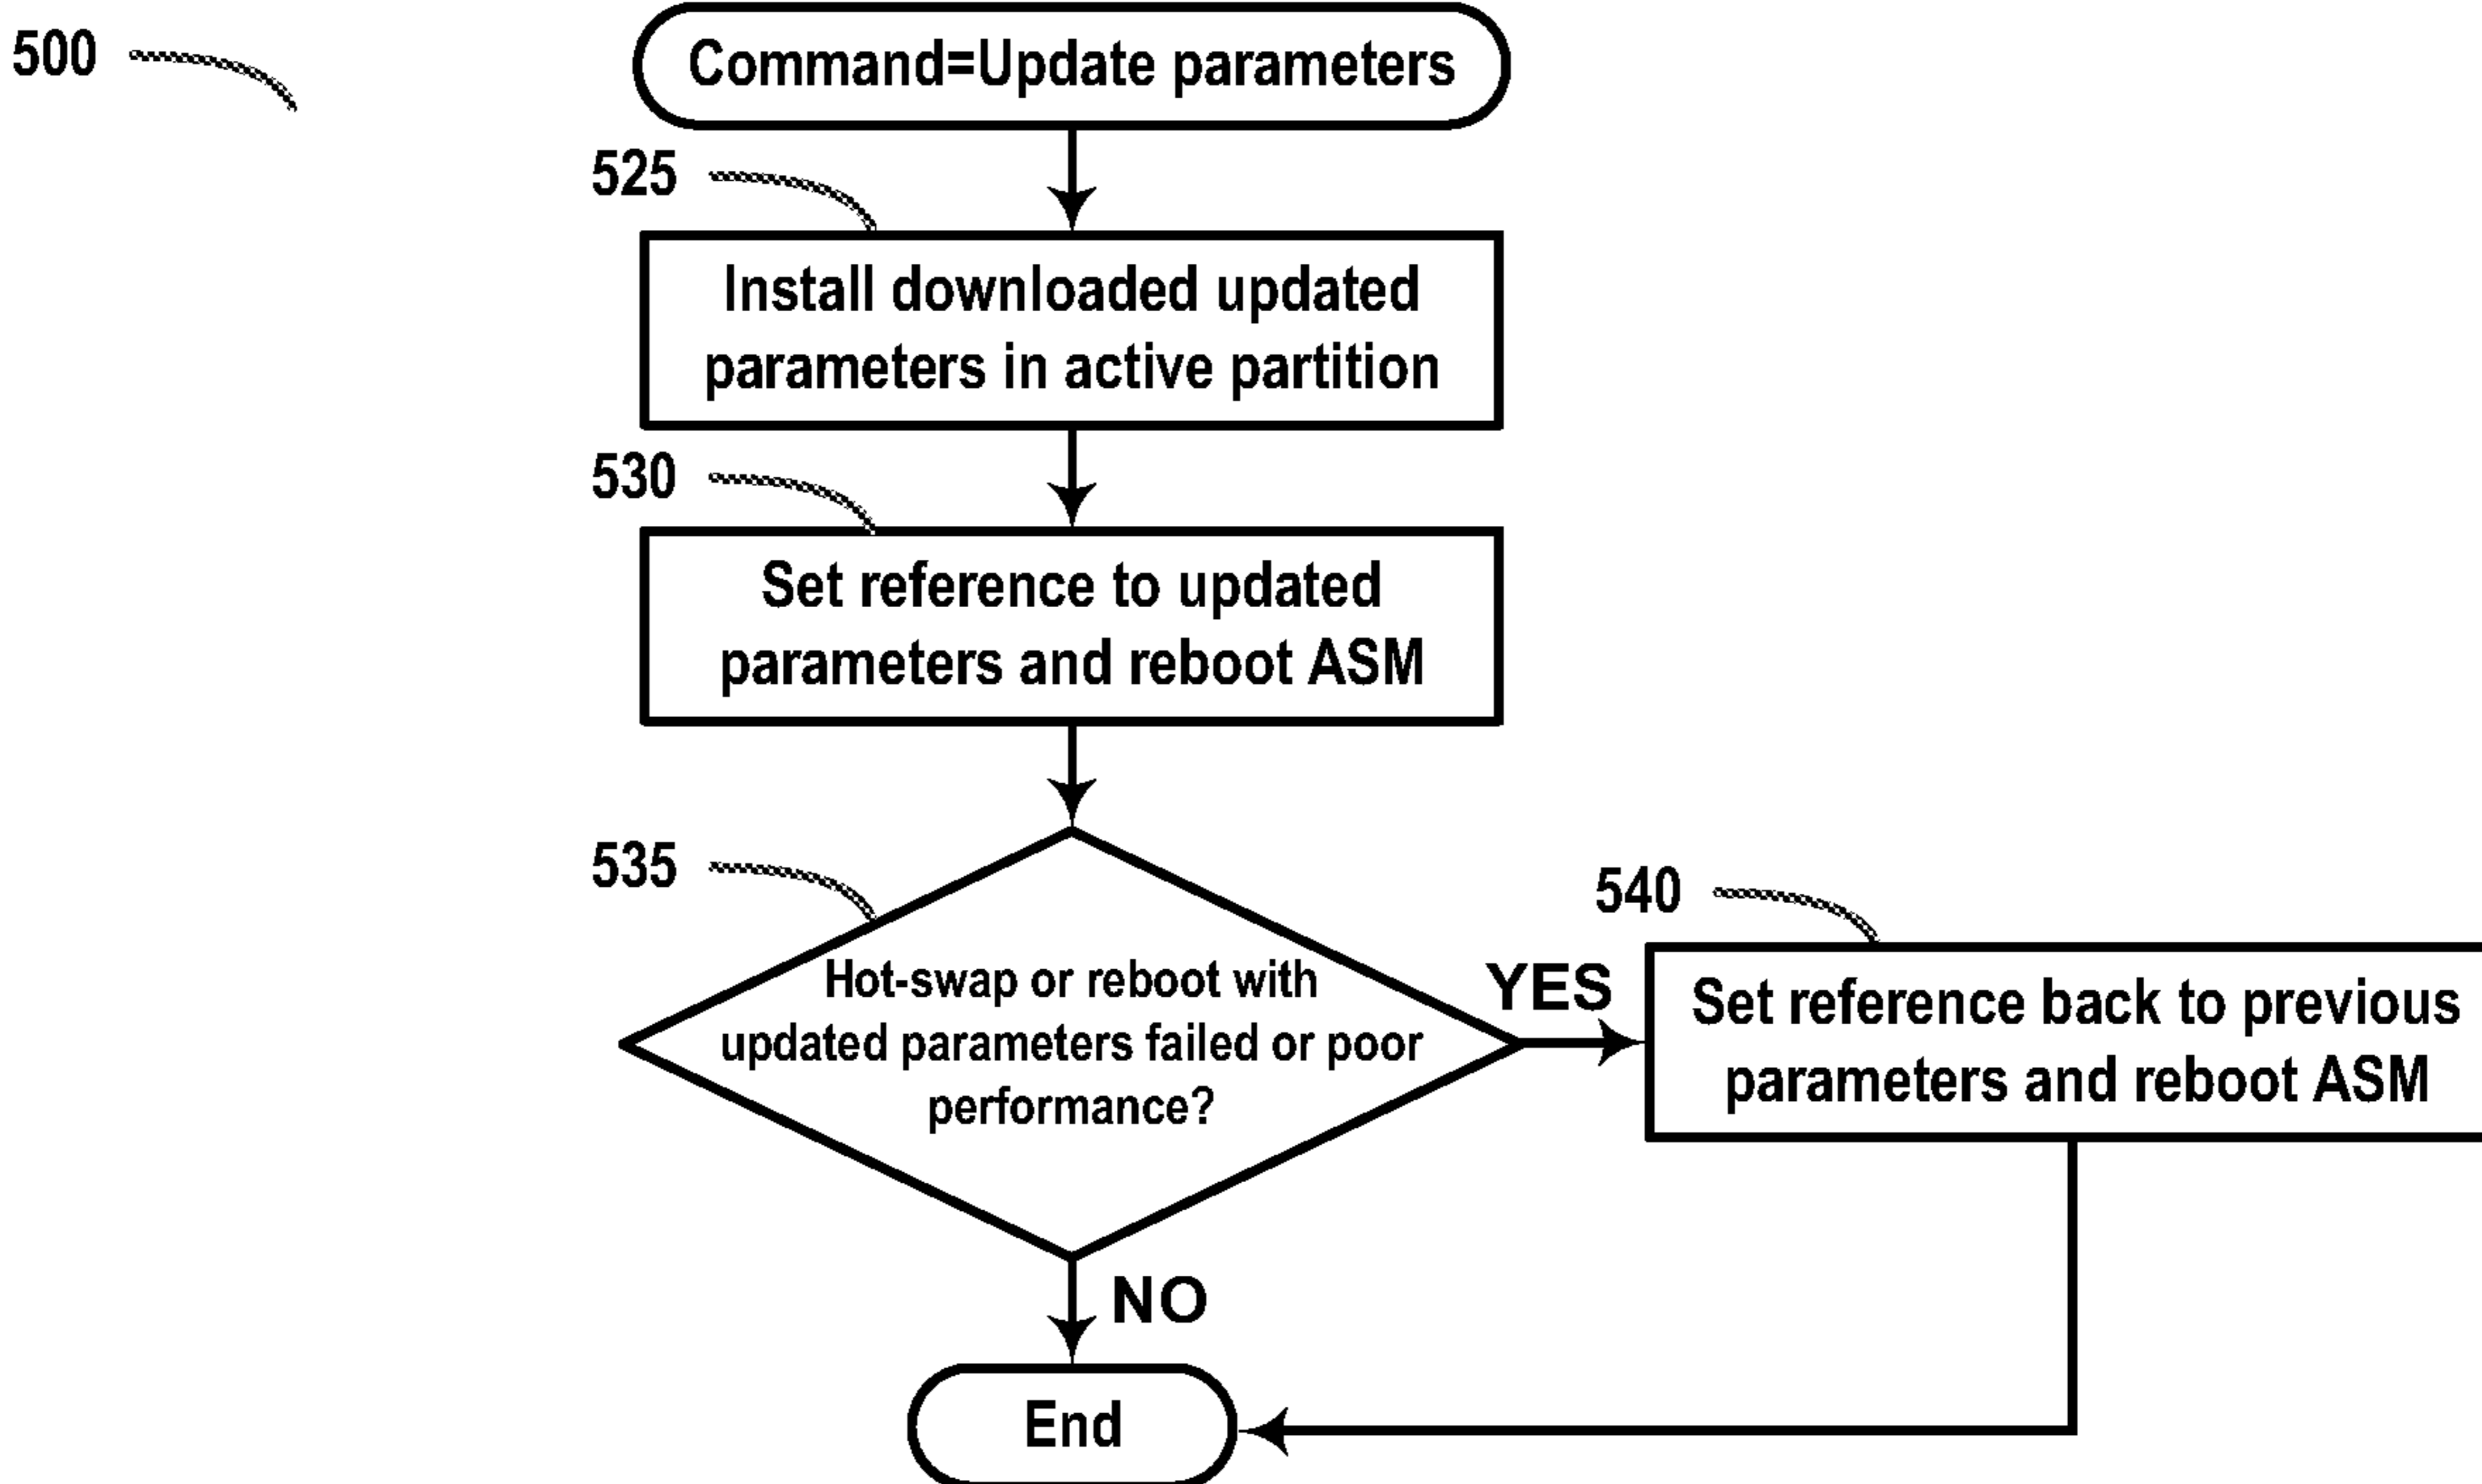 500
Command=Update parameters
525
Install downloaded updated
parameters in active partition
530
Set reference to updated
parameters and reboot ASM
535
Hot-swap or reboot with
updated parameters failed or poor
performance?
YES
540
Set reference back to previous
parameters and reboot ASM
NO
End